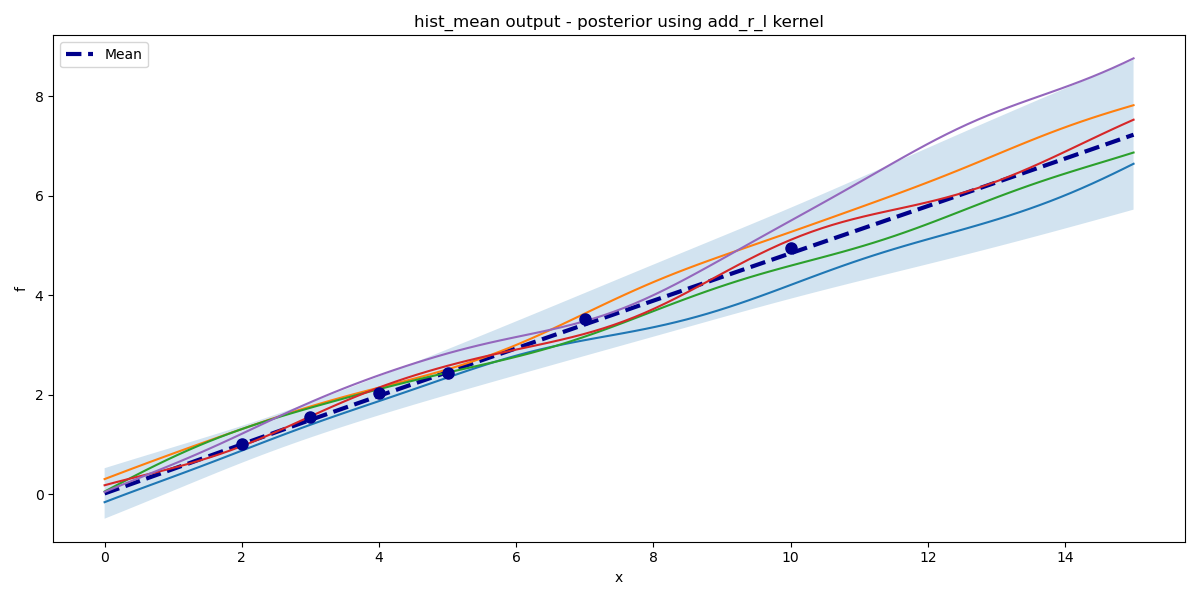 hist_mean output - posterior using add_r_l kernel
Mean
8
6
4
2
0
f
0 2 4 6 8 10 12 14
x